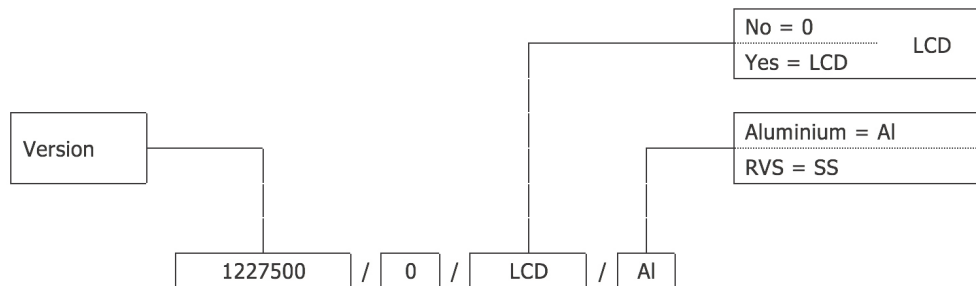 No = 0
LCD
Yes = LCD
Version
Aluminium = Al
RVS = SS
1227500 / 0 / LCD / Al